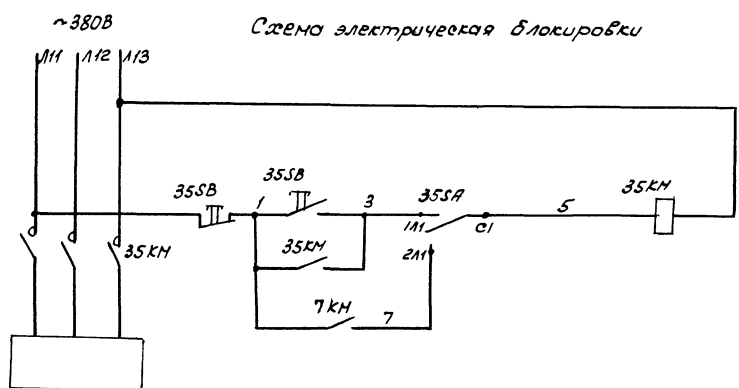 ~380В
Схема электрическая блокировки
Л11 Л12 Л13
35SB
35SB
1
3
35SA
1Л1
С1
5
35КМ
35КМ
35КМ
2Л1
7КМ
7